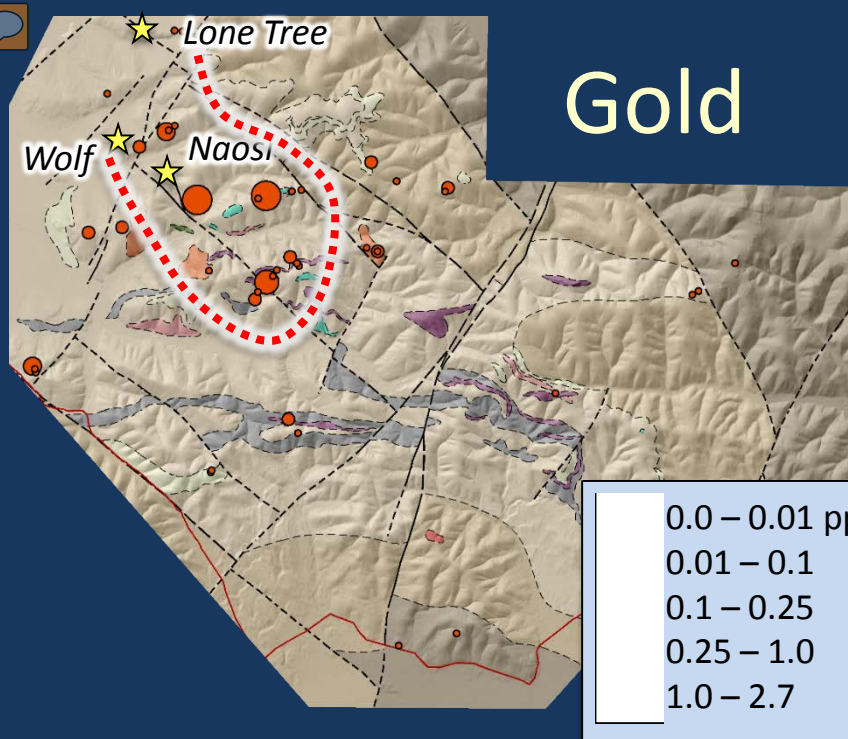 Lone Tree
Gold
Wolf
Naosi
0.0 – 0.01 pp
0.01 – 0.1
0.1 – 0.25
0.25 – 1.0
1.0 – 2.7